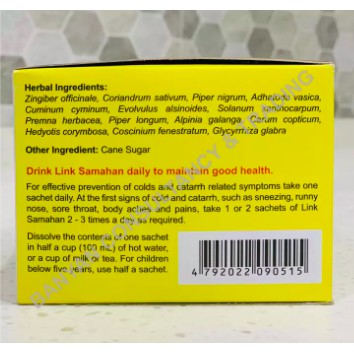 Herbal Ingredients:
Zingiber officinale, Coriandrum sativum, Piper nigrum, Adhatoda vasica,
Cuminum cyminum, Evolvulus alsinoides, Solanum xanthocarpum,
Premna herbacea, Piper longum, Alpinia galanga, Carum copticum,
Hedyotis corymbosa, Coscinium fenestratum, Glycyrrhiza glabra
Other Ingredient: Cane Sugar
Drink Link Samahan daily to maintain good health.
For effective prevention of colds and catarrh related symptoms take one
sachet daily. At the first signs of cold and catarrh, such as sneezing, runny
nose, sore throat, body aches and pains, take 1 or 2 sachets of Link
Samahan 2 - 3 times a day as required.
Dissolve the contents of one sachet
in half a cup (100 mL) of hot water,
or a cup of milk or tea. For children
below five years, use half a sachet.
4 792022 090515